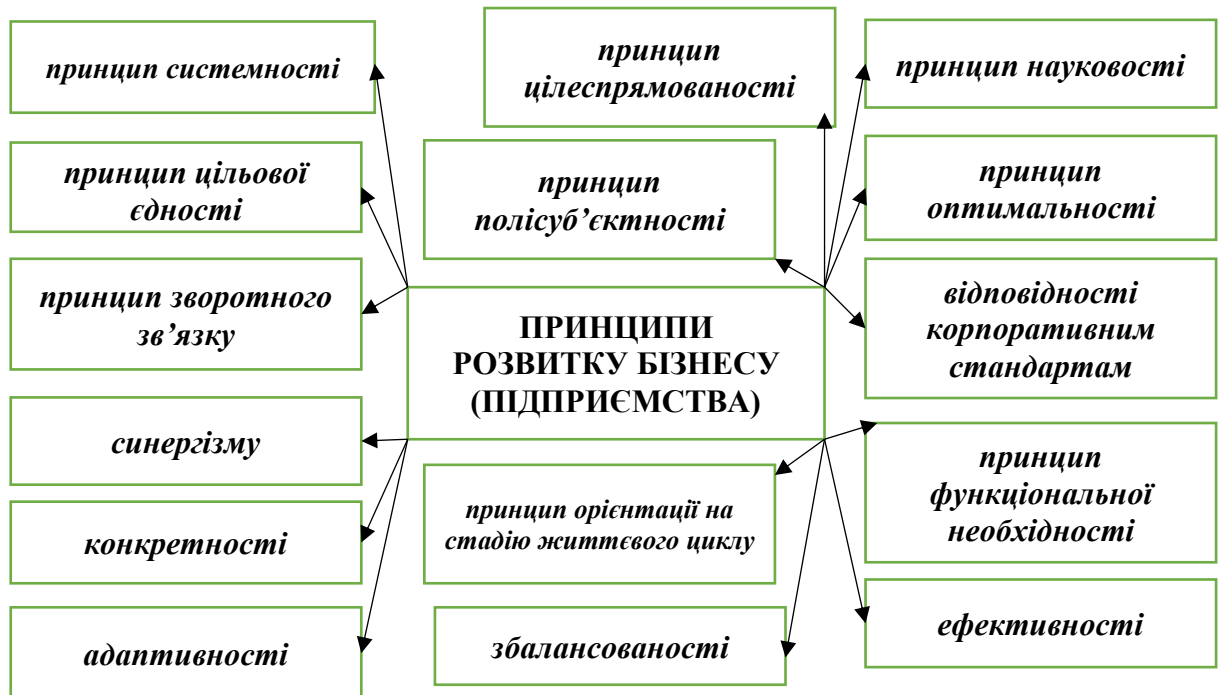 принцип системності
принцип
цілеспрямованості
принцип науковості
принцип цільової
єдності
принцип
полісуб’єктності
принцип
оптимальності
принцип зворотного
зв’язку
ПРИНЦИПИ
РОЗВИТКУ БІЗНЕСУ
(ПІДПРИЄМСТВА)
відповідності
корпоративним
стандартам
синергізму
принцип орієнтації на
стадію життєвого циклу
принцип
функціональної
необхідності
конкретності
адаптивності
збалансованості
ефективності